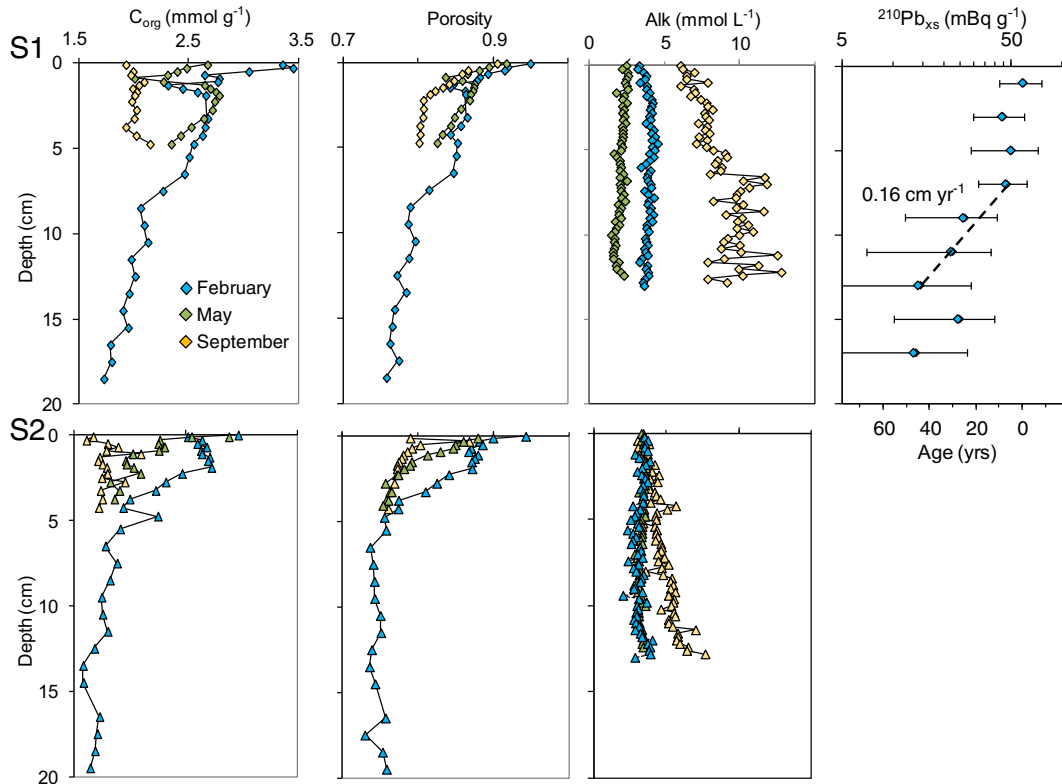 S1
C_org (mmol g⁻¹)
1.5 2.5 3.5
Porosity
0.7 0.9
Alk (mmol L⁻¹)
0 5 10
²¹⁰Pb_xs (mBq g⁻¹)
5 50
0
5
10
15
20
Depth (cm)
February
May
September
0.16 cm yr⁻¹
60 40 20 0
Age (yrs)
S2
0
5
10
15
20
Depth (cm)